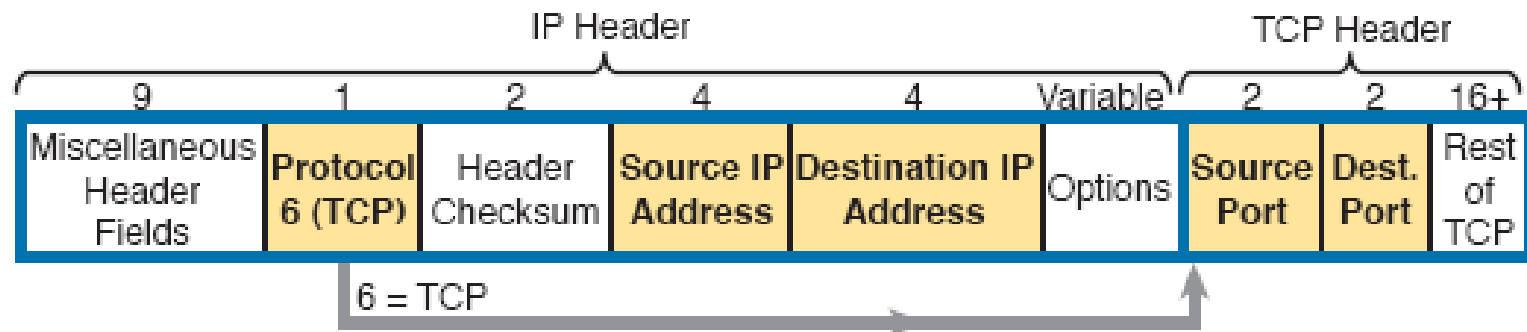 IP Header TCP Header
9 1 2 4 4 Variable 2 2 16+
Miscellaneous Header Fields
Protocol 6 (TCP)
Header Checksum
Source IP Address
Destination IP Address
Options
Source Port
Dest. Port
Rest of TCP
6 = TCP